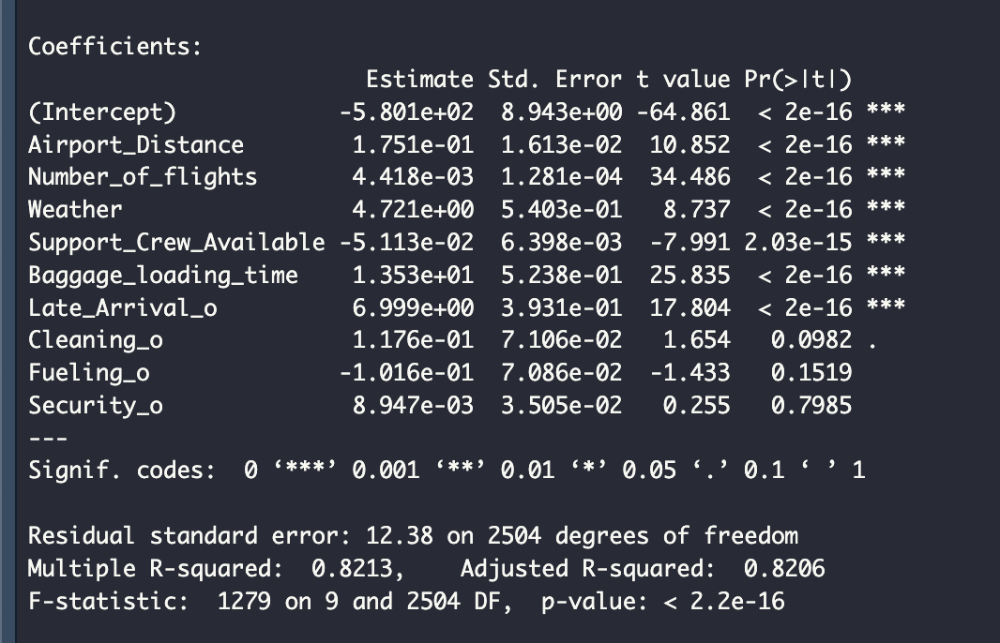 Coefficients:
Estimate Std. Error t value Pr(>|t|)
(Intercept) -5.801e+02 8.943e+00 -64.861 < 2e-16 ***
Airport_Distance 1.751e-01 1.613e-02 10.852 < 2e-16 ***
Number_of_flights 4.418e-03 1.281e-04 34.486 < 2e-16 ***
Weather 4.721e+00 5.403e-01 8.737 < 2e-16 ***
Support_Crew_Available -5.113e-02 6.398e-03 -7.991 2.03e-15 ***
Baggage_loading_time 1.353e+01 5.238e-01 25.835 < 2e-16 ***
Late_Arrival_o 6.999e+00 3.931e-01 17.804 < 2e-16 ***
Cleaning_o 1.176e-01 7.106e-02 1.654 0.0982 .
Fueling_o -1.016e-01 7.086e-02 -1.433 0.1519
Security_o 8.947e-03 3.505e-02 0.255 0.7985
---
Signif. codes: 0 ‘***’ 0.001 ‘**’ 0.01 ‘*’ 0.05 ‘.’ 0.1 ‘ ’ 1
Residual standard error: 12.38 on 2504 degrees of freedom
Multiple R-squared: 0.8213, Adjusted R-squared: 0.8206
F-statistic: 1279 on 9 and 2504 DF, p-value: < 2.2e-16